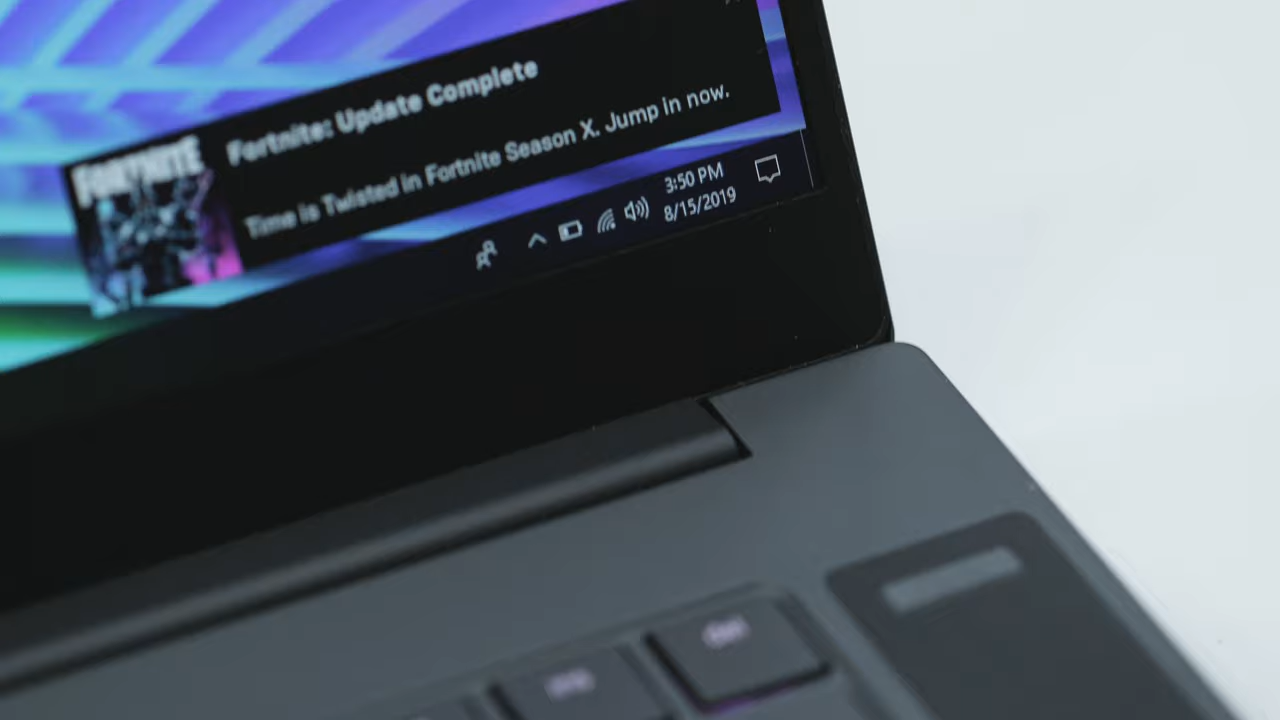 Fortnite: Update Complete
FORTNITE
Time is Twisted in Fortnite Season X. Jump in now.
3:50 PM
8/15/2019
del